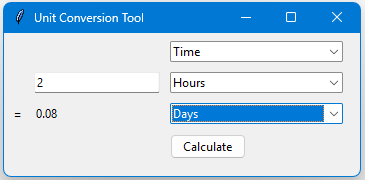 Unit Conversion Tool
Time
2 Hours
= 0.08 Days
Calculate